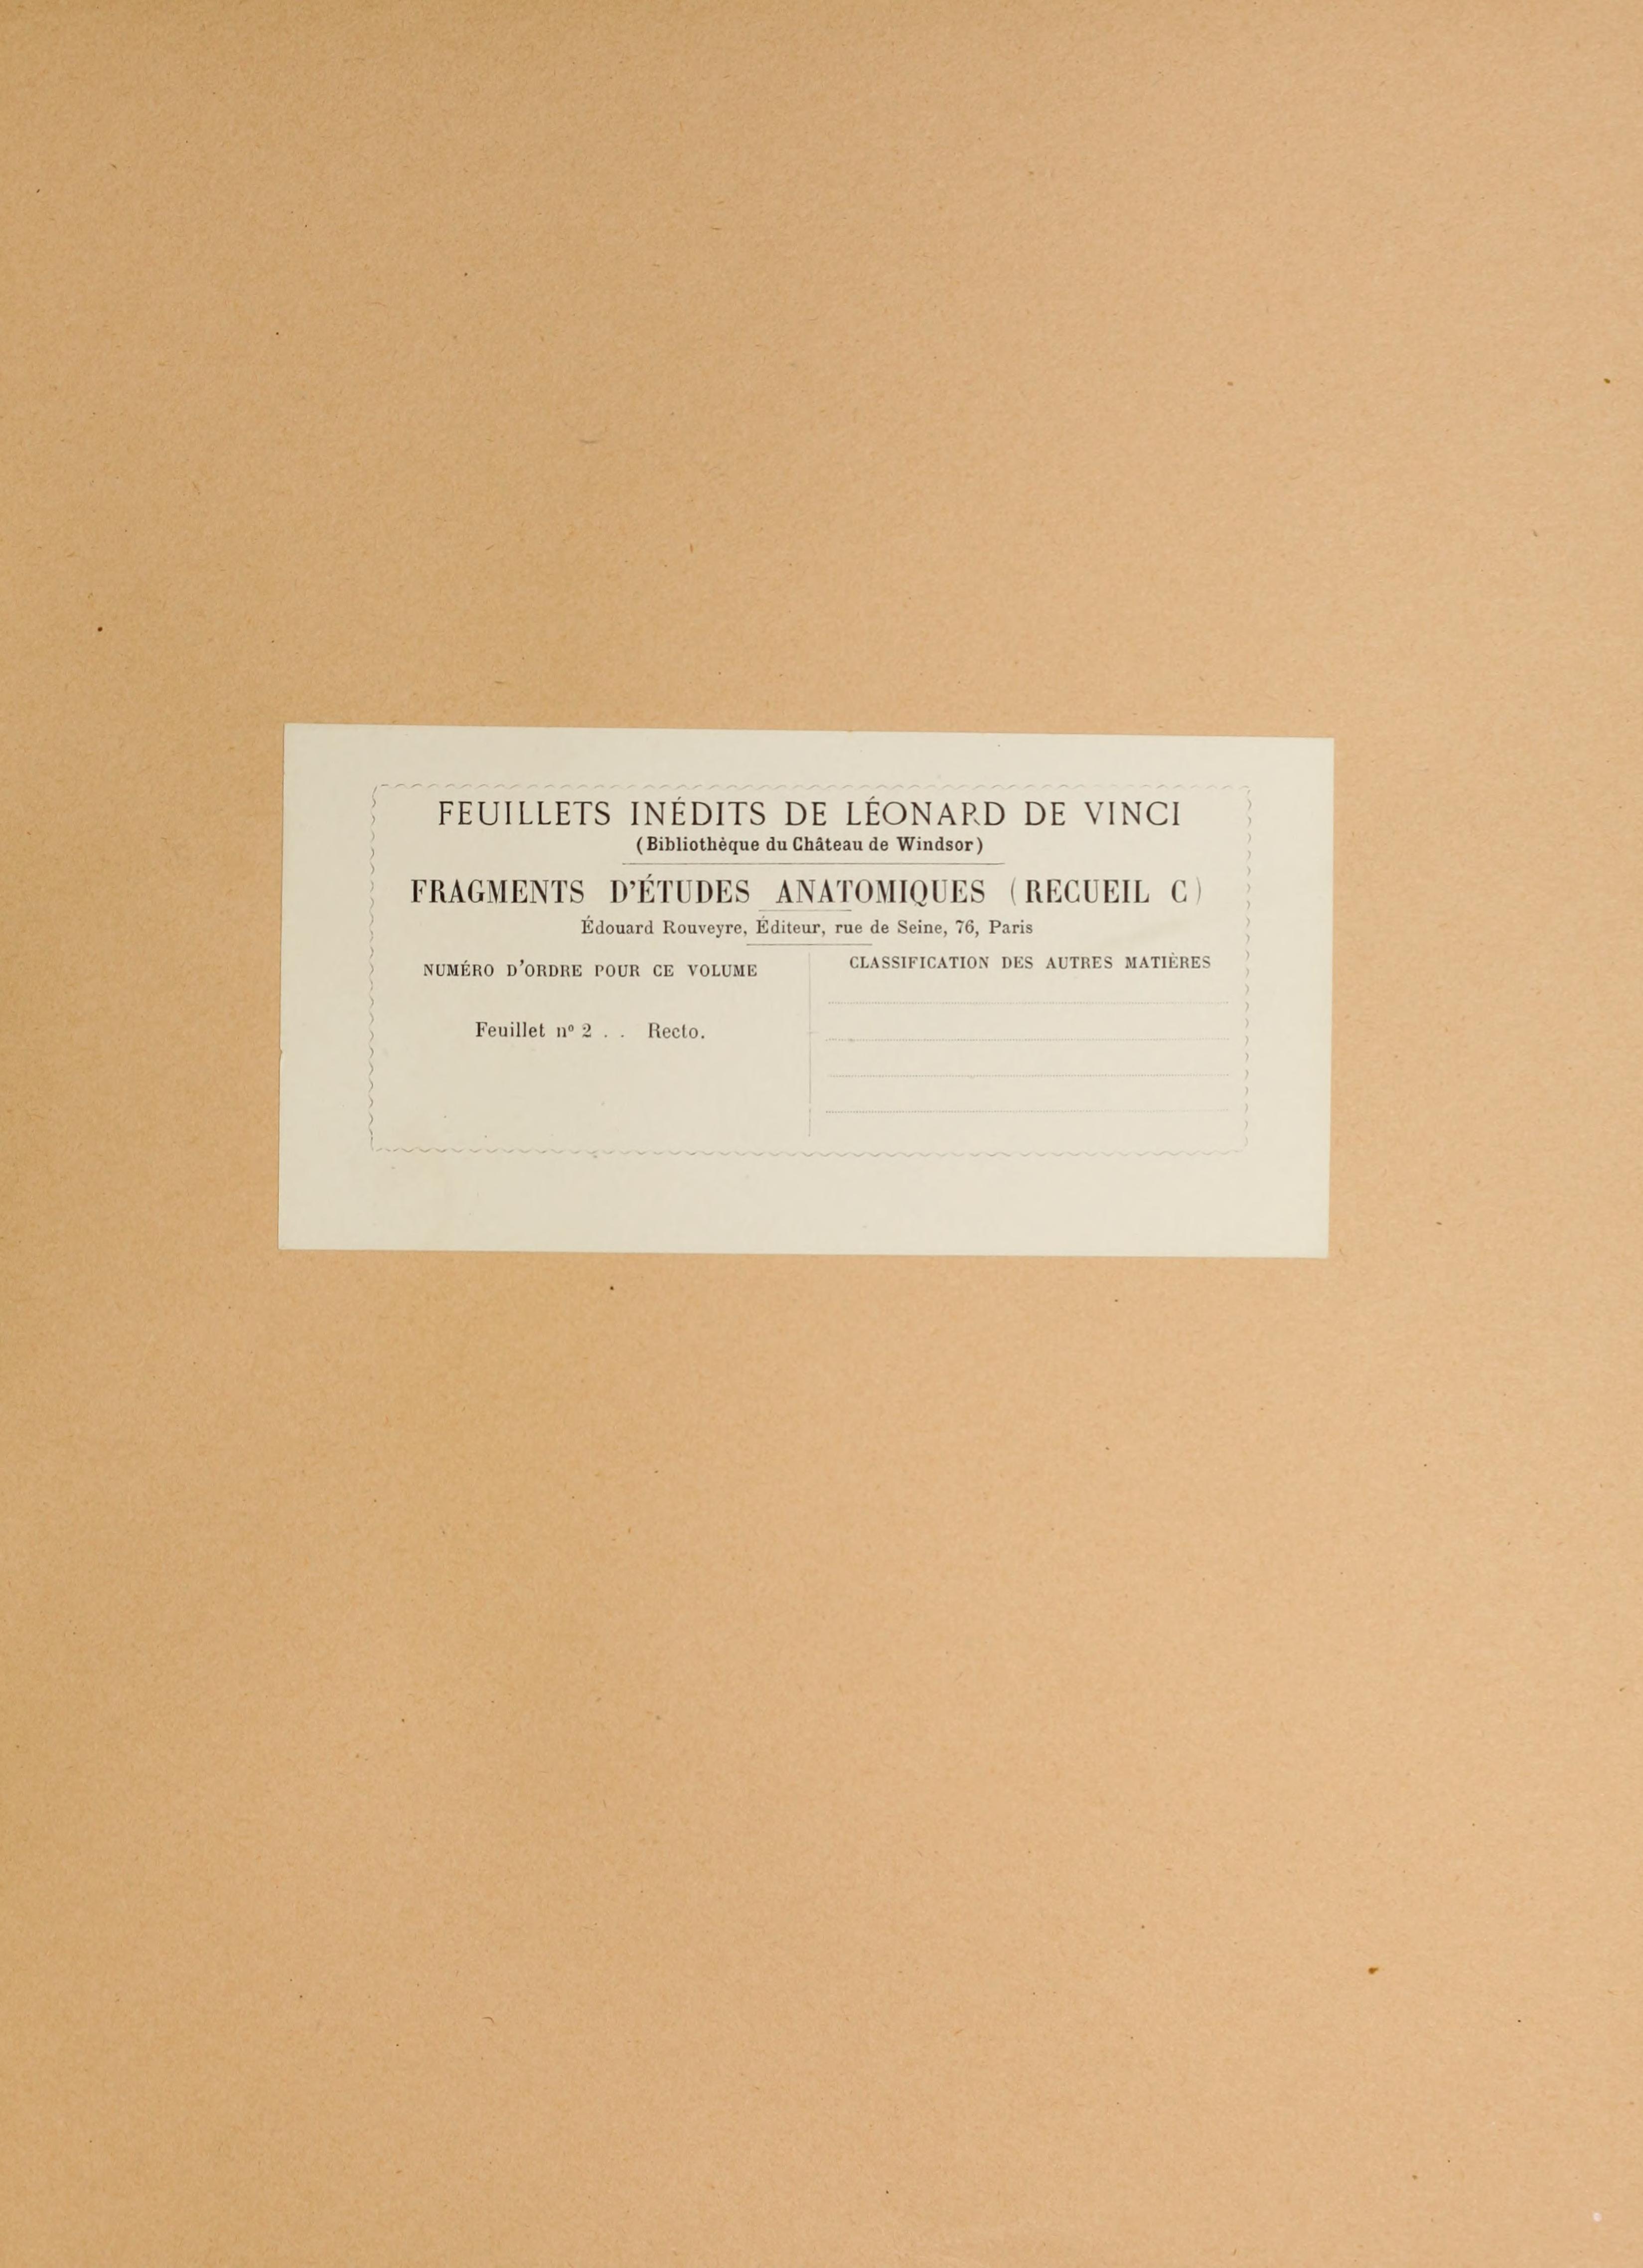 FEUILLETS INÉDITS DE LÉONARD DE VINCI
(Bibliothèque du Château de Windsor)
FRAGMENTS D'ÉTUDES ANATOMIQUES (RECUEIL C)
Édouard Rouveyre, Éditeur, rue de Seine, 76, Paris
NUMÉRO D'ORDRE POUR CE VOLUME
Feuillet nº 2 . . Recto.
CLASSIFICATION DES AUTRES MATIÈRES